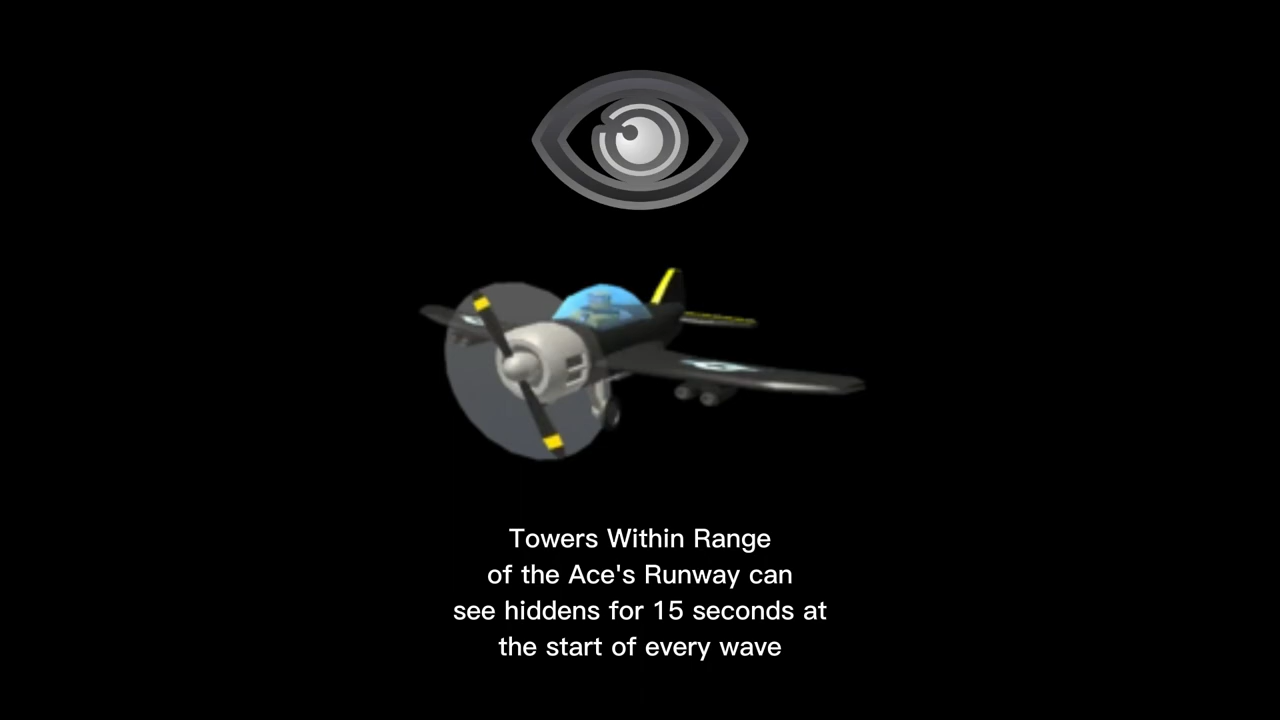 Towers Within Range
of the Ace's Runway can
see hiddens for 15 seconds at
the start of every wave